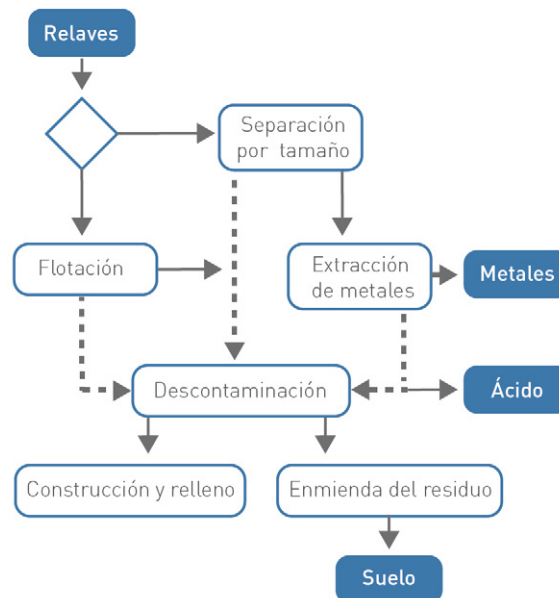 Relaves
Separación
por tamaño
Flotación
Extracción
de metales
Metales
Descontaminación
Ácido
Construcción y relleno
Enmienda del residuo
Suelo